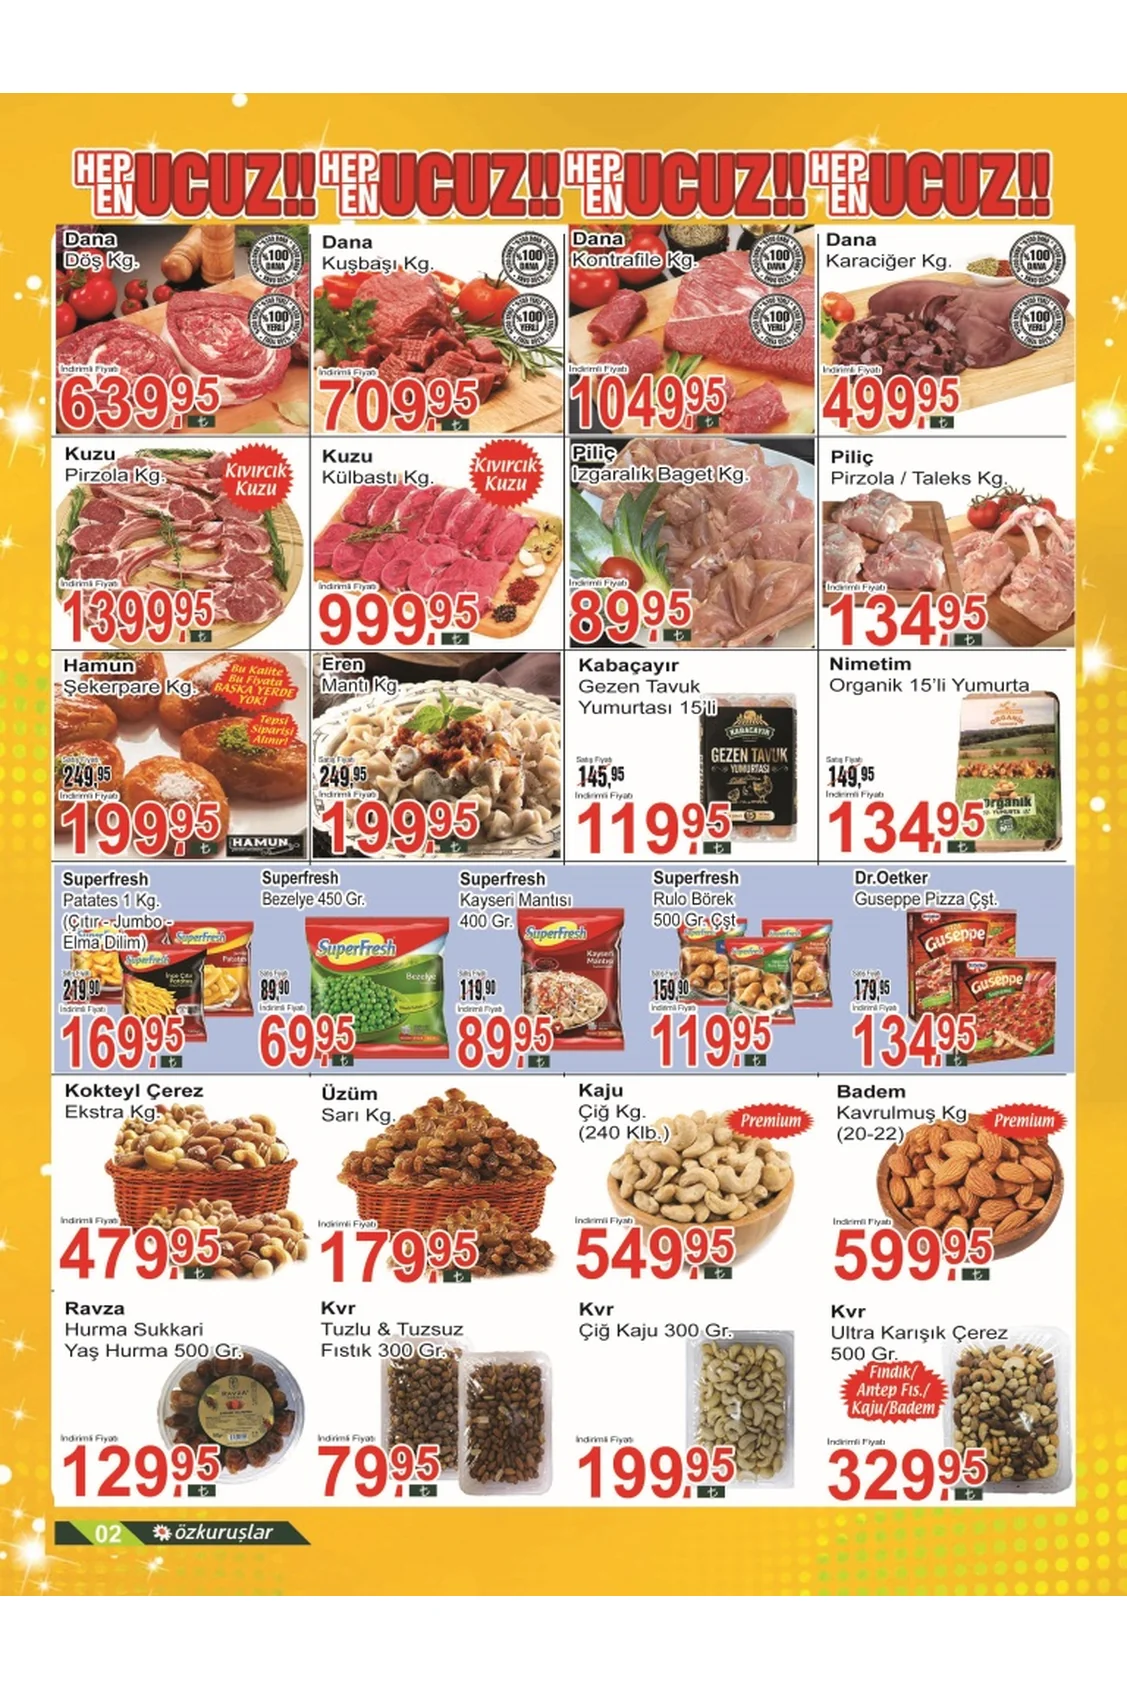 HEP EN UCUZ!! HEP EN UCUZ!! HEP EN UCUZ!! HEP EN UCUZ!!
Dana
Döş Kg.
%100 DANA
%100 YERLİ
İndirimli Fiyatı
639,95 ₺
Dana
Kuşbaşı Kg.
%100 DANA
%100 YERLİ
İndirimli Fiyatı
709,95 ₺
Dana
Kontrafile Kg.
%100 DANA
%100 YERLİ
İndirimli Fiyatı
1049,95 ₺
Dana
Karaciğer Kg.
%100 DANA
%100 YERLİ
İndirimli Fiyatı
499,95 ₺
Kuzu
Pirzola Kg.
Kıvırcık
Kuzu
İndirimli Fiyatı
1399,95 ₺
Kuzu
Külbastı Kg.
Kıvırcık
Kuzu
İndirimli Fiyatı
999,95 ₺
Piliç
Izgaralık Baget Kg.
İndirimli Fiyatı
89,95 ₺
Piliç
Pirzola / Taleks Kg.
İndirimli Fiyatı
134,95 ₺
Hamun
Şekerpare Kg.
Bu Kalite
Bu Fiyata
BAŞKA YERDE
YOK!
Tepsi
Siparişi
Alınır!
Satış Fiyatı
249,95
İndirimli Fiyatı
199,95 ₺
HAMUN
Eren
Mantı Kg.
Satış Fiyatı
249,95
İndirimli Fiyatı
199,95 ₺
Kabaçayır
Gezen Tavuk
Yumurtası 15'li
KABAÇAYIR
GEZEN TAVUK
YUMURTASI
15
Satış Fiyatı
145,95
İndirimli Fiyatı
119,95 ₺
Nimetim
Organik 15'li Yumurta
ORGANİK
organik
YUMURTA
Satış Fiyatı
149,95
İndirimli Fiyatı
134,95 ₺
Superfresh
Patates 1 Kg.
(Çıtır - Jumbo -
Elma Dilim)
SuperFresh
SuperFresh
İnce Çıtır
Patates
Satış Fiyatı
219,90
İndirimli Fiyatı
169,95 ₺
Superfresh
Bezelye 450 Gr.
SuperFresh
Bezelye
Satış Fiyatı
89,90
İndirimli Fiyatı
69,95 ₺
Superfresh
Kayseri Mantısı
400 Gr.
SuperFresh
Kayseri
Mantısı
Satış Fiyatı
119,90
İndirimli Fiyatı
89,95 ₺
Superfresh
Rulo Börek
500 Gr. Çşt
SuperFresh
Satış Fiyatı
159,90
İndirimli Fiyatı
119,95 ₺
Dr.Oetker
Guseppe Pizza Çşt.
Guseppe
Guseppe
Satış Fiyatı
179,95
İndirimli Fiyatı
134,95 ₺
Kokteyl Çerez
Ekstra Kg.
İndirimli Fiyatı
479,95 ₺
Üzüm
Sarı Kg.
İndirimli Fiyatı
179,95 ₺
Kaju
Çiğ Kg.
(240 Klb.)
Premium
İndirimli Fiyatı
549,95 ₺
Badem
Kavrulmuş Kg
(20-22)
Premium
İndirimli Fiyatı
599,95 ₺
Ravza
Hurma Sukkari
Yaş Hurma 500 Gr.
RAVZA
İndirimli Fiyatı
129,95 ₺
Kvr
Tuzlu & Tuzsuz
Fıstık 300 Gr.
İndirimli Fiyatı
79,95 ₺
Kvr
Çiğ Kaju 300 Gr.
İndirimli Fiyatı
199,95 ₺
Kvr
Ultra Karışık Çerez
500 Gr.
Fındık/
Antep Fıs./
Kaju/Badem
İndirimli Fiyatı
329,95 ₺
02 özkuruşlar